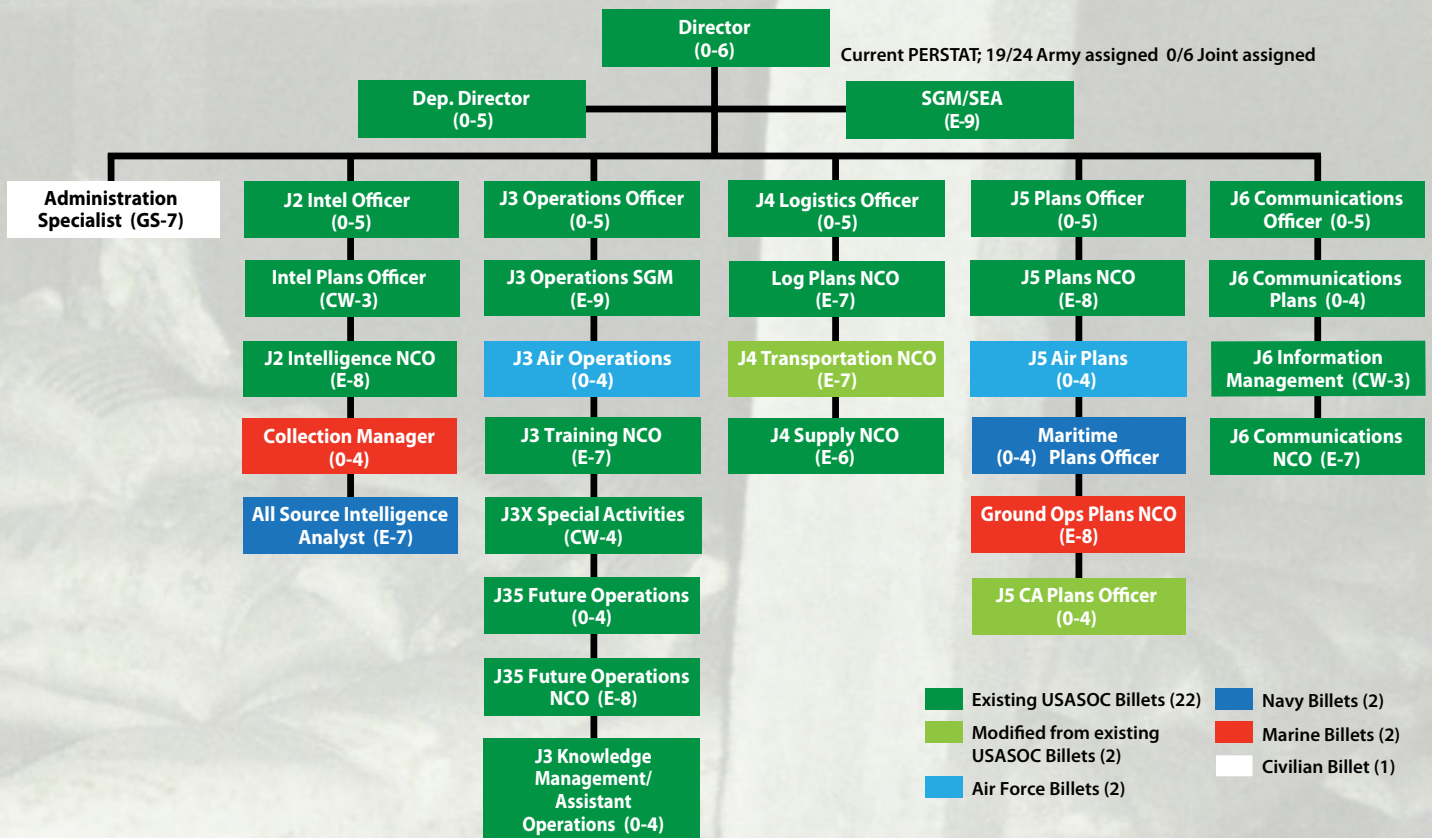 Director
(0-6)
Current PERSTAT; 19/24 Army assigned 0/6 Joint assigned
Dep. Director
(0-5)
SGM/SEA
(E-9)
Administration
Specialist (GS-7)
J2 Intel Officer
(0-5)
Intel Plans Officer
(CW-3)
J2 Intelligence NCO
(E-8)
Collection Manager
(0-4)
All Source Intelligence
Analyst (E-7)
J3 Operations Officer
(0-5)
J3 Operations SGM
(E-9)
J3 Air Operations
(0-4)
J3 Training NCO
(E-7)
J3X Special Activities
(CW-4)
J35 Future Operations
(0-4)
J35 Future Operations
NCO (E-8)
J3 Knowledge
Management/
Assistant
Operations (0-4)
J4 Logistics Officer
(0-5)
Log Plans NCO
(E-7)
J4 Transportation NCO
(E-7)
J4 Supply NCO
(E-6)
J5 Plans Officer
(0-5)
J5 Plans NCO
(E-8)
J5 Air Plans
(0-4)
Maritime
(0-4) Plans Officer
Ground Ops Plans NCO
(E-8)
J5 CA Plans Officer
(0-4)
J6 Communications
Officer (0-5)
J6 Communications
Plans (0-4)
J6 Information
Management (CW-3)
J6 Communications
NCO (E-7)
Existing USASOC Billets (22)
Modified from existing
USASOC Billets (2)
Air Force Billets (2)
Navy Billets (2)
Marine Billets (2)
Civilian Billet (1)